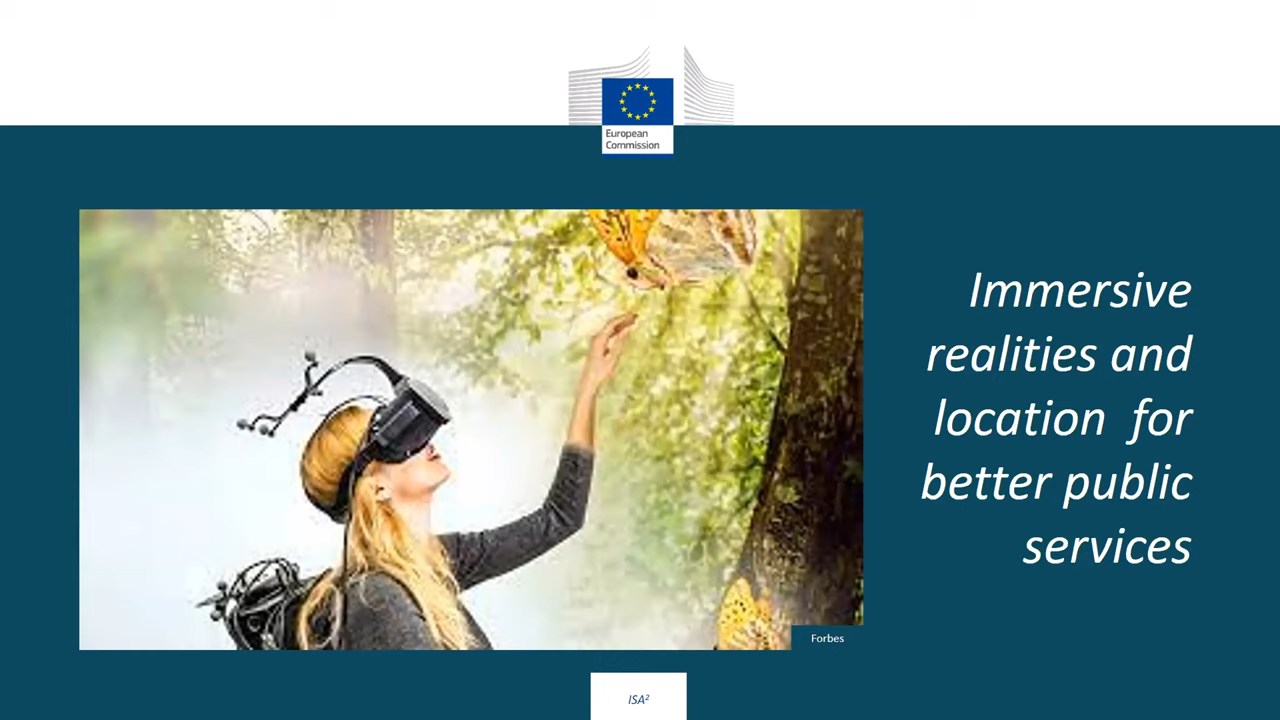 European
Commission
Immersive
realities and
location for
better public
services
Forbes
ISA²